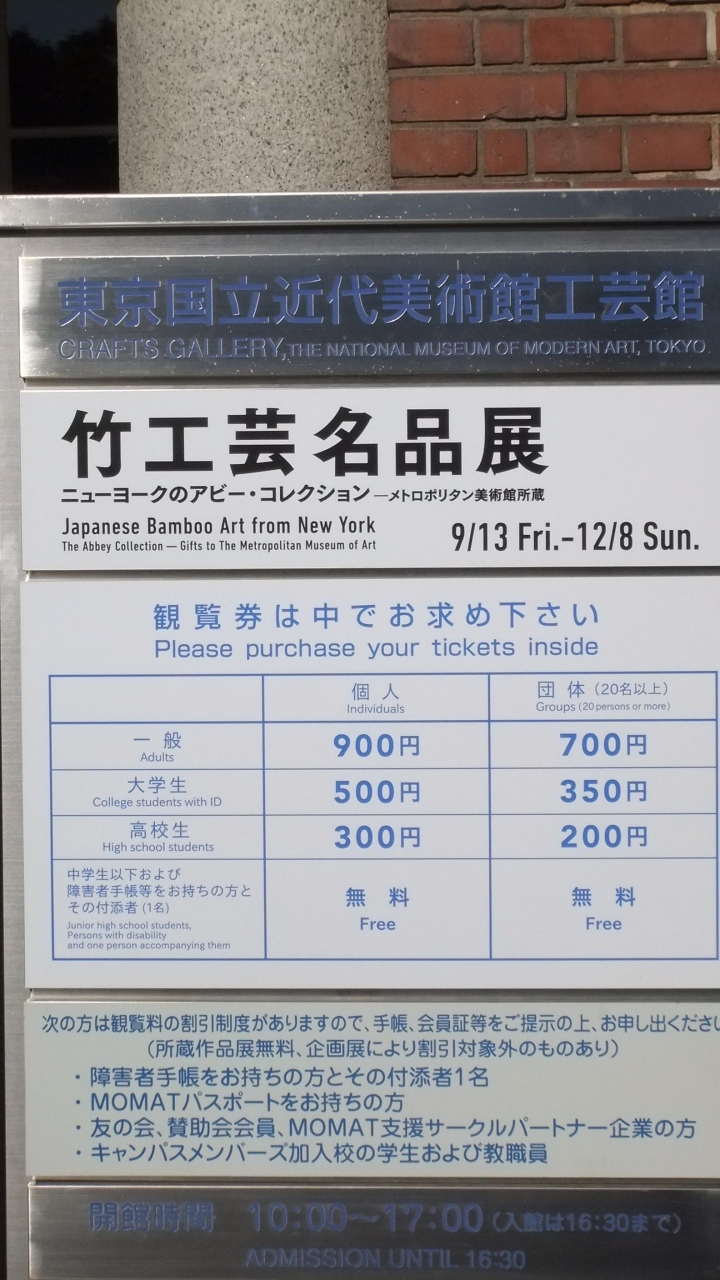 東京国立近代美術館工芸館
CRAFTS GALLERY, THE NATIONAL MUSEUM OF MODERN ART, TOKYO
竹工芸名品展
ニューヨークのアビー・コレクション―メトロポリタン美術館所蔵
Japanese Bamboo Art from New York
The Abbey Collection — Gifts to The Metropolitan Museum of Art
9/13 Fri.–12/8 Sun.
観覧券は中でお求め下さい
Please purchase your tickets inside
個人 団体（20名以上）
Individuals Groups (20 persons or more)
一般 900円 700円
Adults
大学生 500円 350円
College students with ID
高校生 300円 200円
High school students
中学生以下および
障害者手帳等をお持ちの方と
その付添者 (1名)
Junior high school students,
Persons with disability
and one person accompanying them
無料 無料
Free Free
次の方は観覧料の割引制度がありますので、手帳、会員証等をご提示の上、お申し出くださ
（所蔵作品展無料、企画展により割引対象外のものあり）
・障害者手帳をお持ちの方とその付添者1名
・MOMATパスポートをお持ちの方
・友の会、賛助会会員、MOMAT支援サークルパートナー企業の方
・キャンパスメンバーズ加入校の学生および教職員
開館時間 10:00〜17:00（入館は16:30まで）
ADMISSION UNTIL 16:30